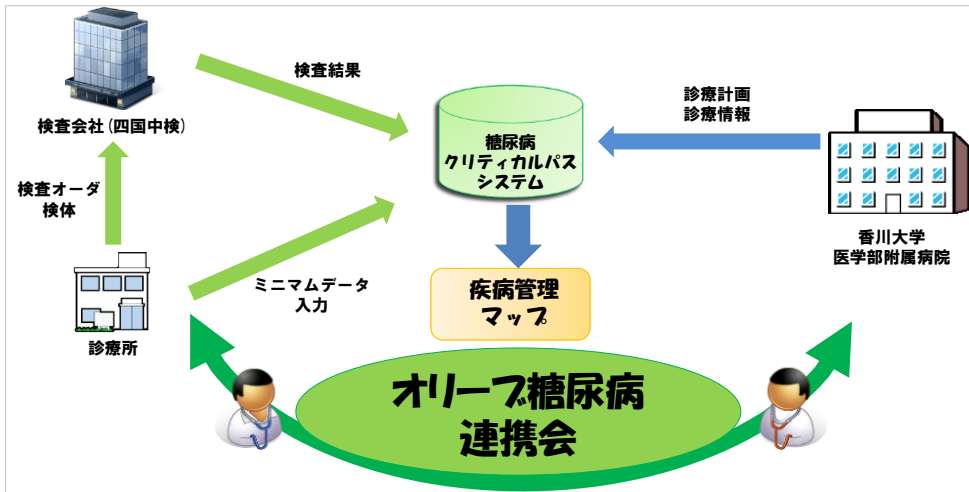 検査会社(四国中検)
検査結果
診療計画
診療情報
糖尿病
クリティカルパス
システム
検査オーダ
検体
香川大学
医学部附属病院
診療所
ミニマムデータ
入力
疾病管理
マップ
オリーブ糖尿病
連携会